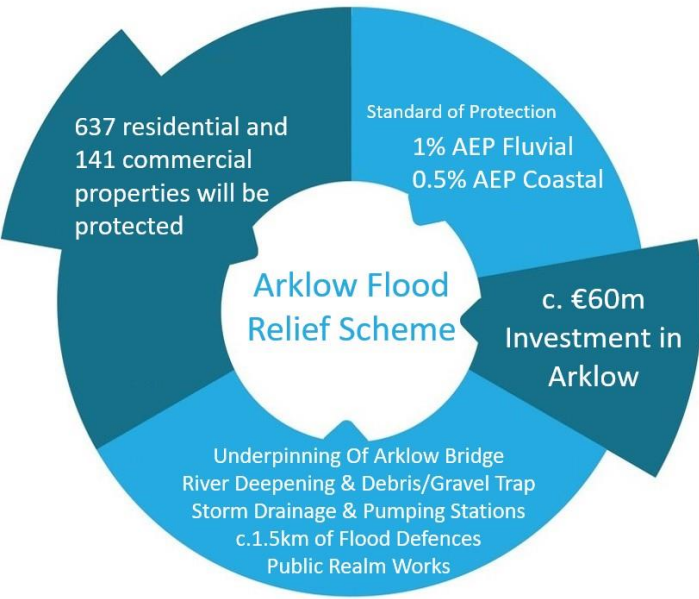 637 residential and
141 commercial
properties will be
protected
Standard of Protection
1% AEP Fluvial
0.5% AEP Coastal
Arklow Flood
Relief Scheme
c. €60m
Investment in
Arklow
Underpinning Of Arklow Bridge
River Deepening & Debris/Gravel Trap
Storm Drainage & Pumping Stations
c.1.5km of Flood Defences
Public Realm Works